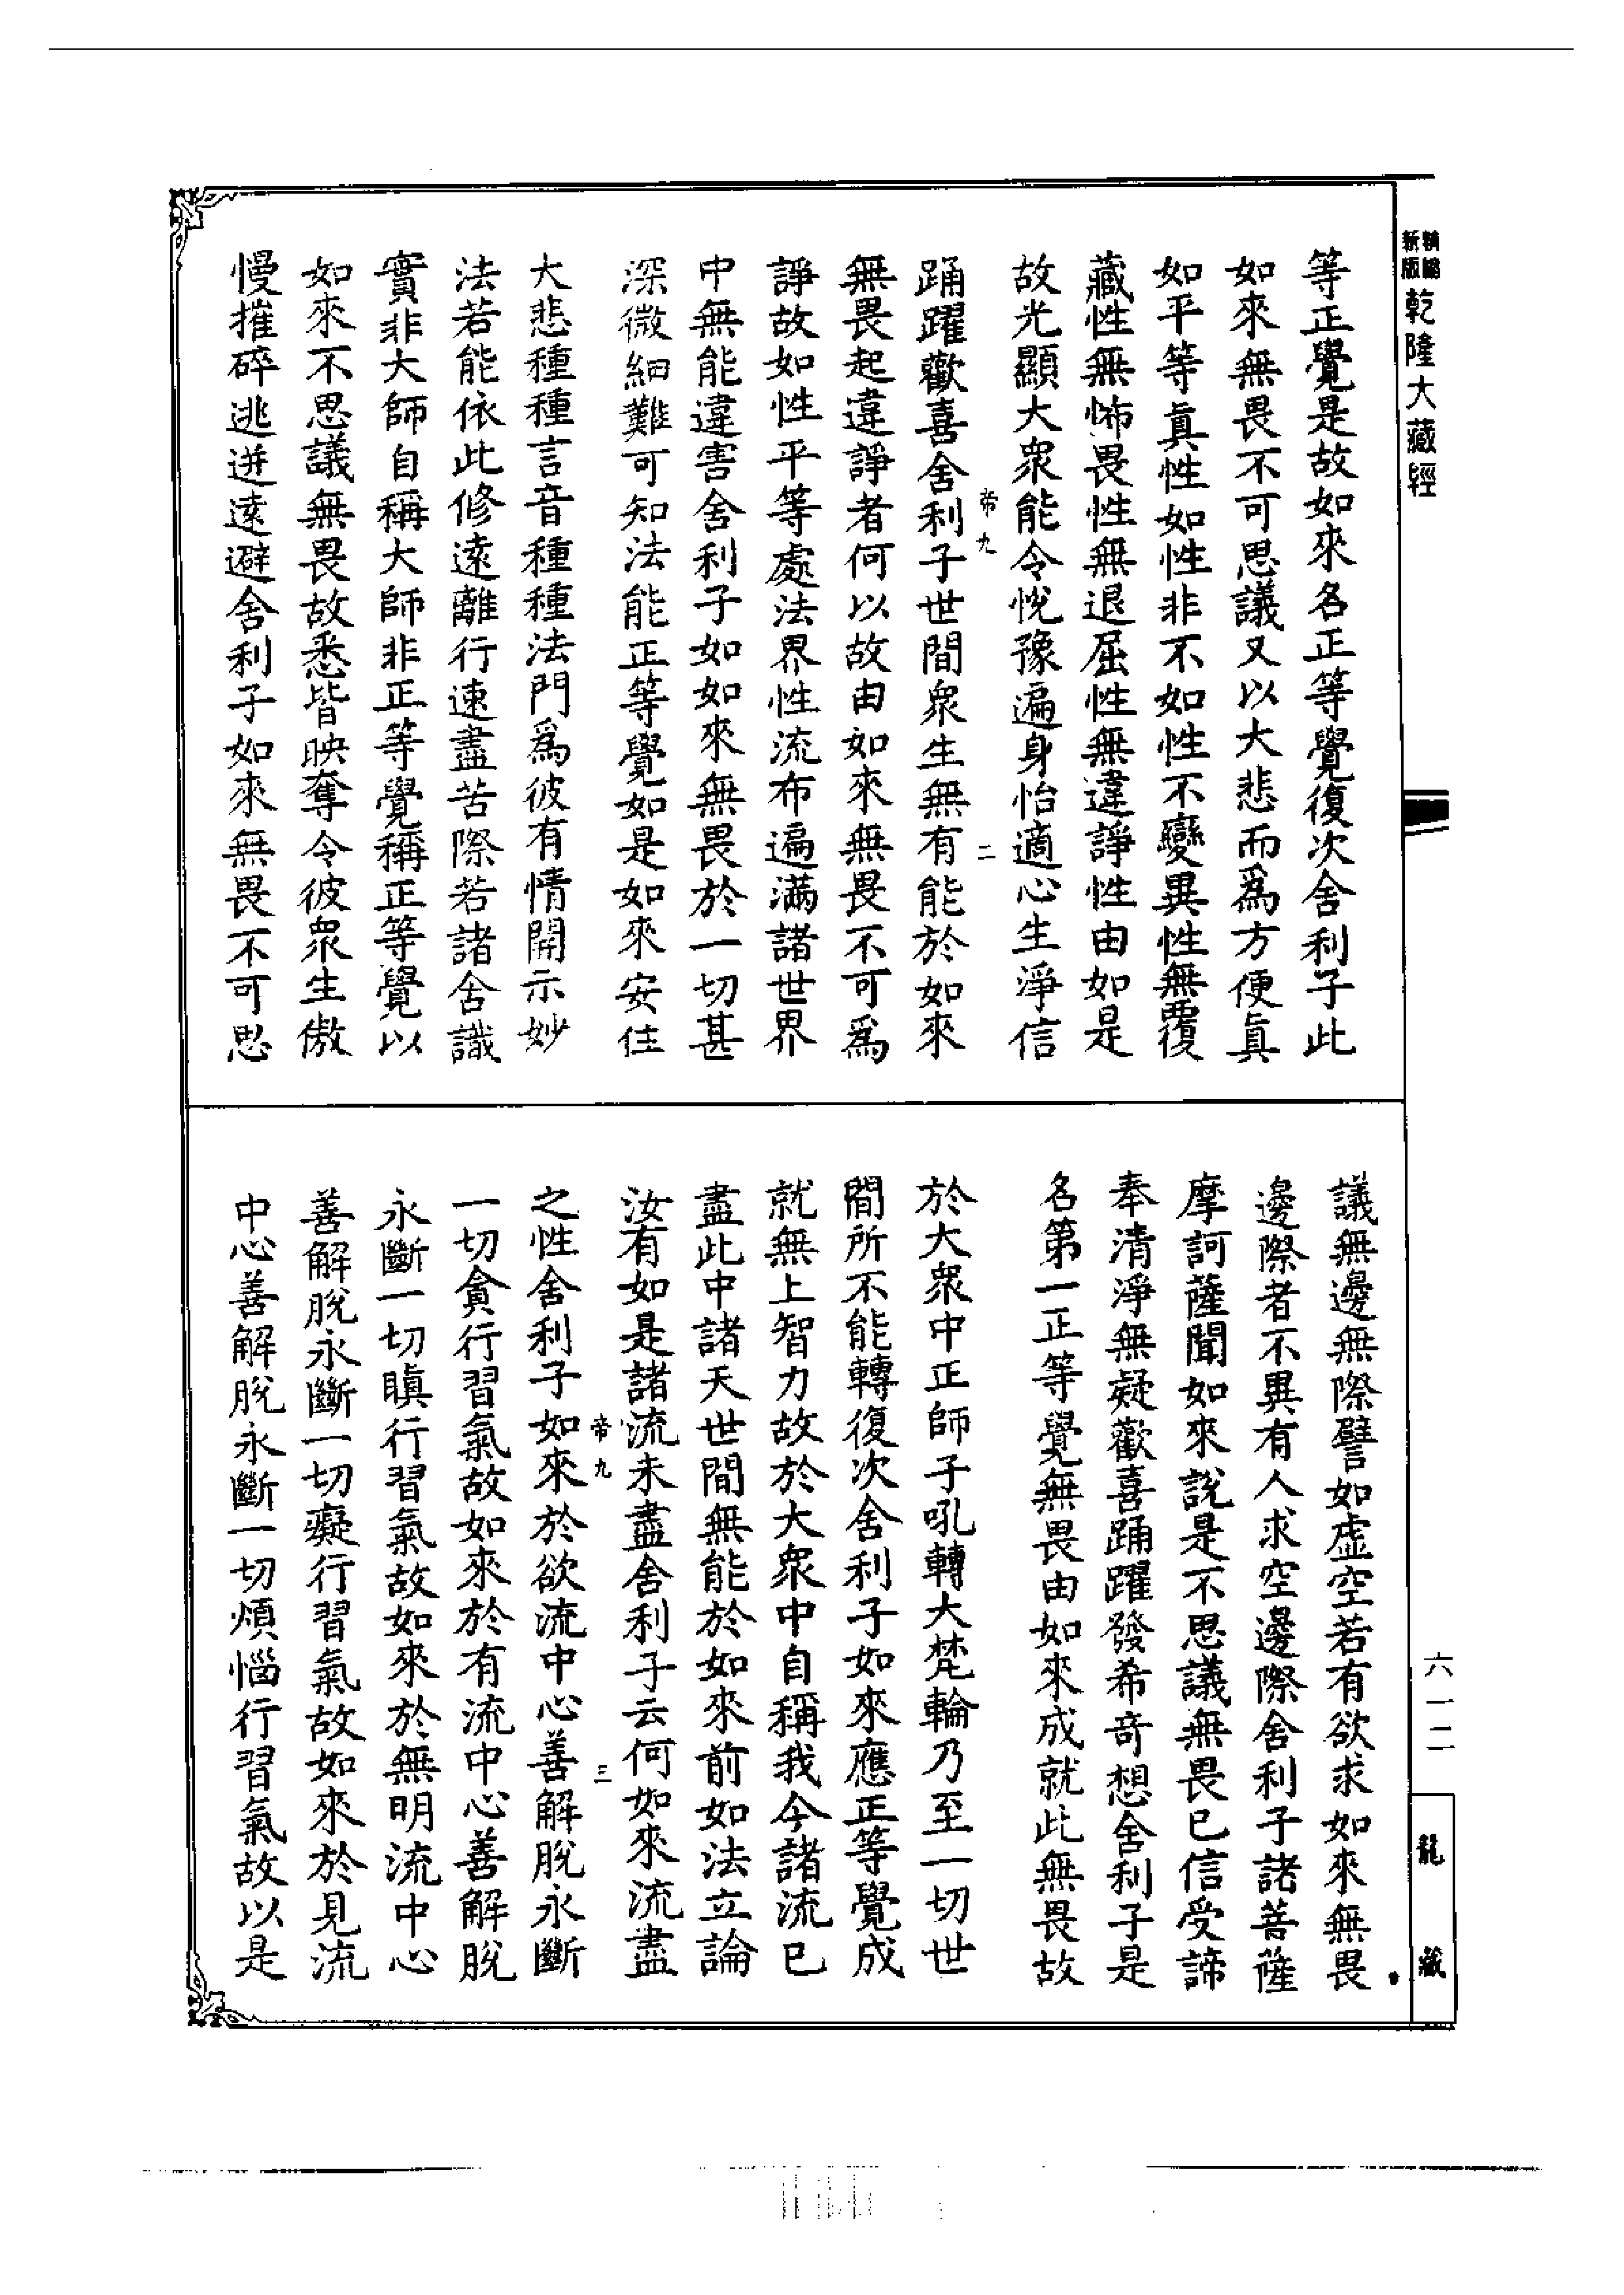 新版
精縮
乾隆大藏經
等正覺是故如來名正等覺復次舍利子此
如來無畏不可思議又以大悲而爲方便眞
如平等眞性如性非不如性不變異性無覆
藏性無怖畏性無退屈性無違諍性由如是
故光顯大衆能令悅豫遍身怡適心生淨信
帝九 二
踊躍歡喜舍利子世間衆生無有能於如來
無畏起違諍者何以故由如來無畏不可爲
諍故如性平等處法界性流布遍滿諸世界
中無能違害舍利子如如來無畏於一切甚
深微細難可知法能正等覺如是如來安住
大悲種種言音種種法門爲彼有情開示妙
法若能依此修遠離行速盡苦際若諸含識
實非大師自稱大師非正等覺稱正等覺以
如來不思議無畏故悉皆映奪令彼衆生傲
慢摧碎逃迸遠避舍利子如來無畏不可思
議無邊無際譬如虛空若有欲求如來無畏
邊際者不異有人求空邊際舍利子諸菩薩
摩訶薩聞如來說是不思議無畏已信受諦
奉清淨無疑歡喜踊躍發希奇想舍利子是
名第一正等覺無畏由如來成就此無畏故
於大衆中正師子吼轉大梵輪乃至一切世
間所不能轉復次舍利子如來應正等覺成
就無上智力故於大衆中自稱我今諸流已
盡此中諸天世間無能於如來前如法立論
汝有如是諸流未盡舍利子云何如來流盡
帝九 三
之性舍利子如來於欲流中心善解脫永斷
一切貪行習氣故如來於有流中心善解脫
永斷一切瞋行習氣故如來於無明流中心
善解脫永斷一切癡行習氣故如來於見流
中心善解脫永斷一切煩惱行習氣故以是
六一二
龍藏